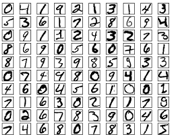 0 4 1 9 2 1 3 1 4 3
5 3 6 1 7 2 8 6 9 4
0 9 1 1 2 4 3 2 7 3
8 6 9 0 5 6 0 7 6 1
8 7 9 3 9 8 5 9 3 3
0 7 4 9 8 0 9 4 1 4
4 6 0 4 5 6 1 0 0 1
7 1 6 3 0 2 1 1 7 9
0 2 6 7 8 3 9 0 4 6
7 4 6 8 0 7 8 3 1 5